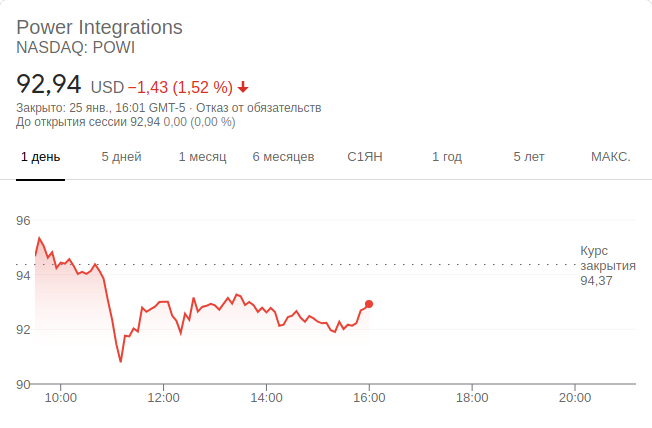 Power Integrations
NASDAQ: POWI
92,94 USD −1,43 (1,52 %)
Закрыто: 25 янв., 16:01 GMT-5 · Отказ от обязательств
До открытия сессии 92,94 0,00 (0,00 %)
1 день 5 дней 1 месяц 6 месяцев С1ЯН 1 год 5 лет МАКС.
96
Курс
закрытия
94,37
94
92
90
10:00 12:00 14:00 16:00 18:00 20:00